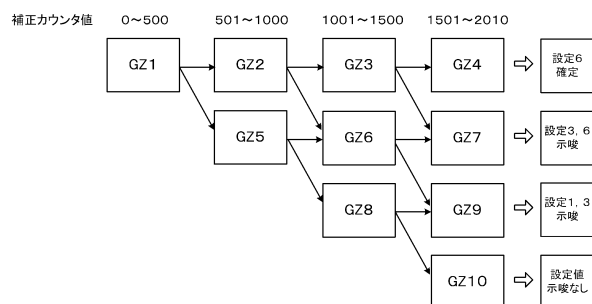 補正カウンタ値 0～500 501～1000 1001～1500 1501～2010
GZ1 GZ2 GZ3 GZ4 設定6
確定
GZ5 GZ6 GZ7 設定3，6
示唆
GZ8 GZ9 設定1，3
示唆
GZ10 設定値
示唆なし